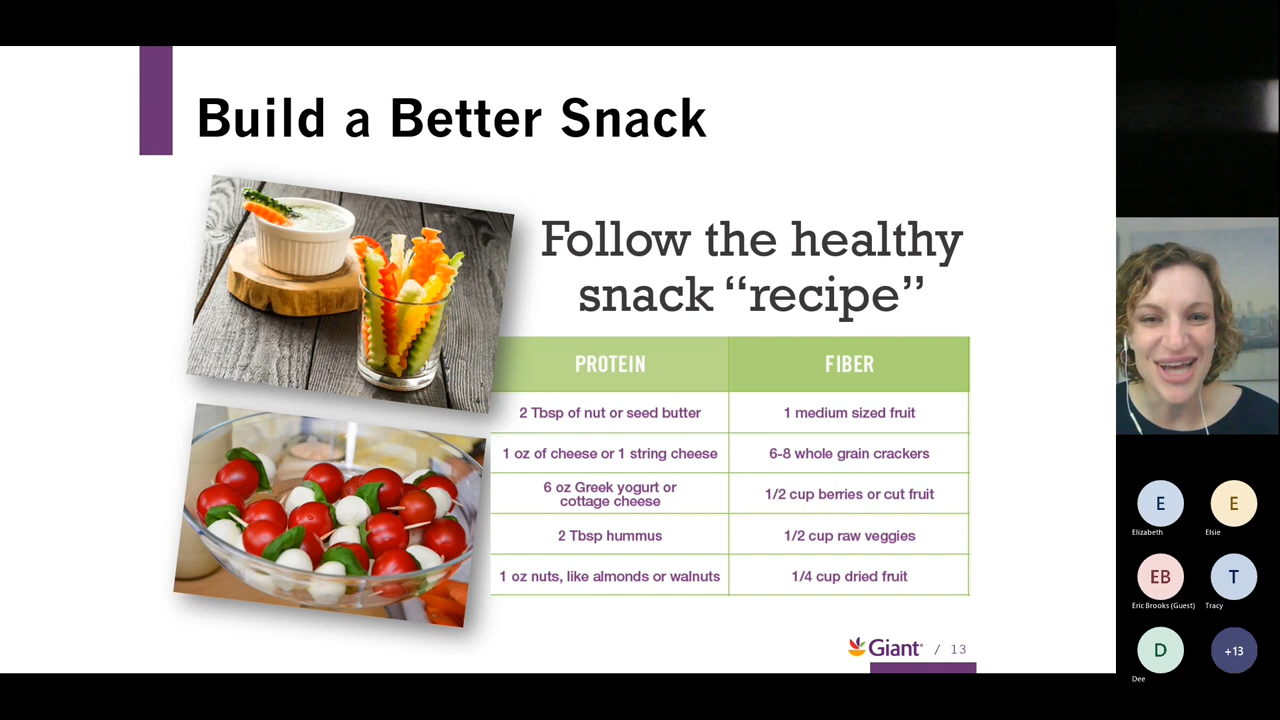 Build a Better Snack
Follow the healthy
snack “recipe”
PROTEIN FIBER
2 Tbsp of nut or seed butter 1 medium sized fruit
1 oz of cheese or 1 string cheese 6-8 whole grain crackers
6 oz Greek yogurt or
cottage cheese
1/2 cup berries or cut fruit
2 Tbsp hummus 1/2 cup raw veggies
1 oz nuts, like almonds or walnuts 1/4 cup dried fruit
Giant / 13
E E
Elizabeth Elsie
EB T
Eric Brooks (Guest) Tracy
D +13
Dee